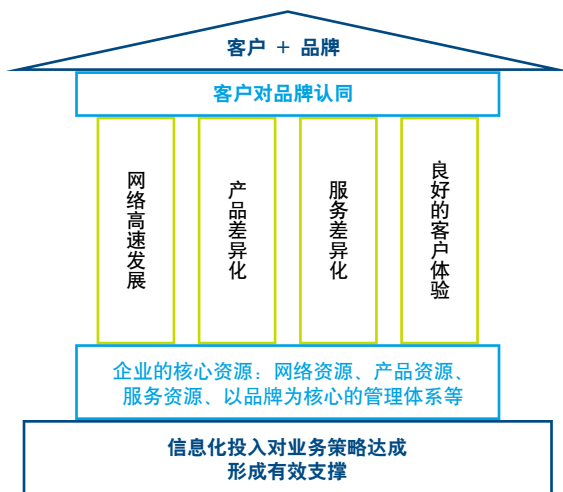 客户 + 品牌
客户对品牌认同
网络高速发展
产品差异化
服务差异化
良好的客户体验
企业的核心资源：网络资源、产品资源、
服务资源、以品牌为核心的管理体系等
信息化投入对业务策略达成
形成有效支撑